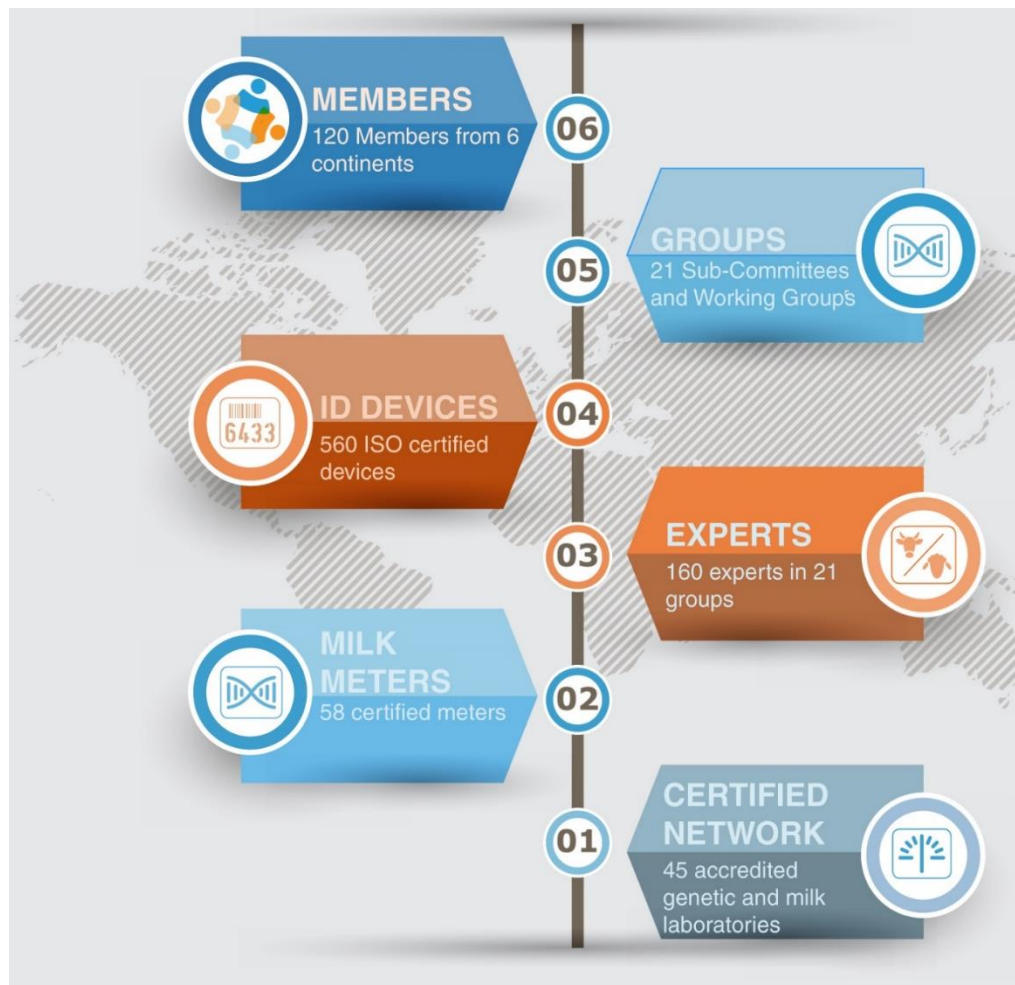 MEMBERS
120 Members from 6
continents
06
GROUPS
21 Sub-Committees
and Working Groups
05
ID DEVICES
560 ISO certified
devices
6433
04
EXPERTS
160 experts in 21
groups
03
MILK
METERS
58 certified meters
02
CERTIFIED
NETWORK
45 accredited
genetic and milk
laboratories
01